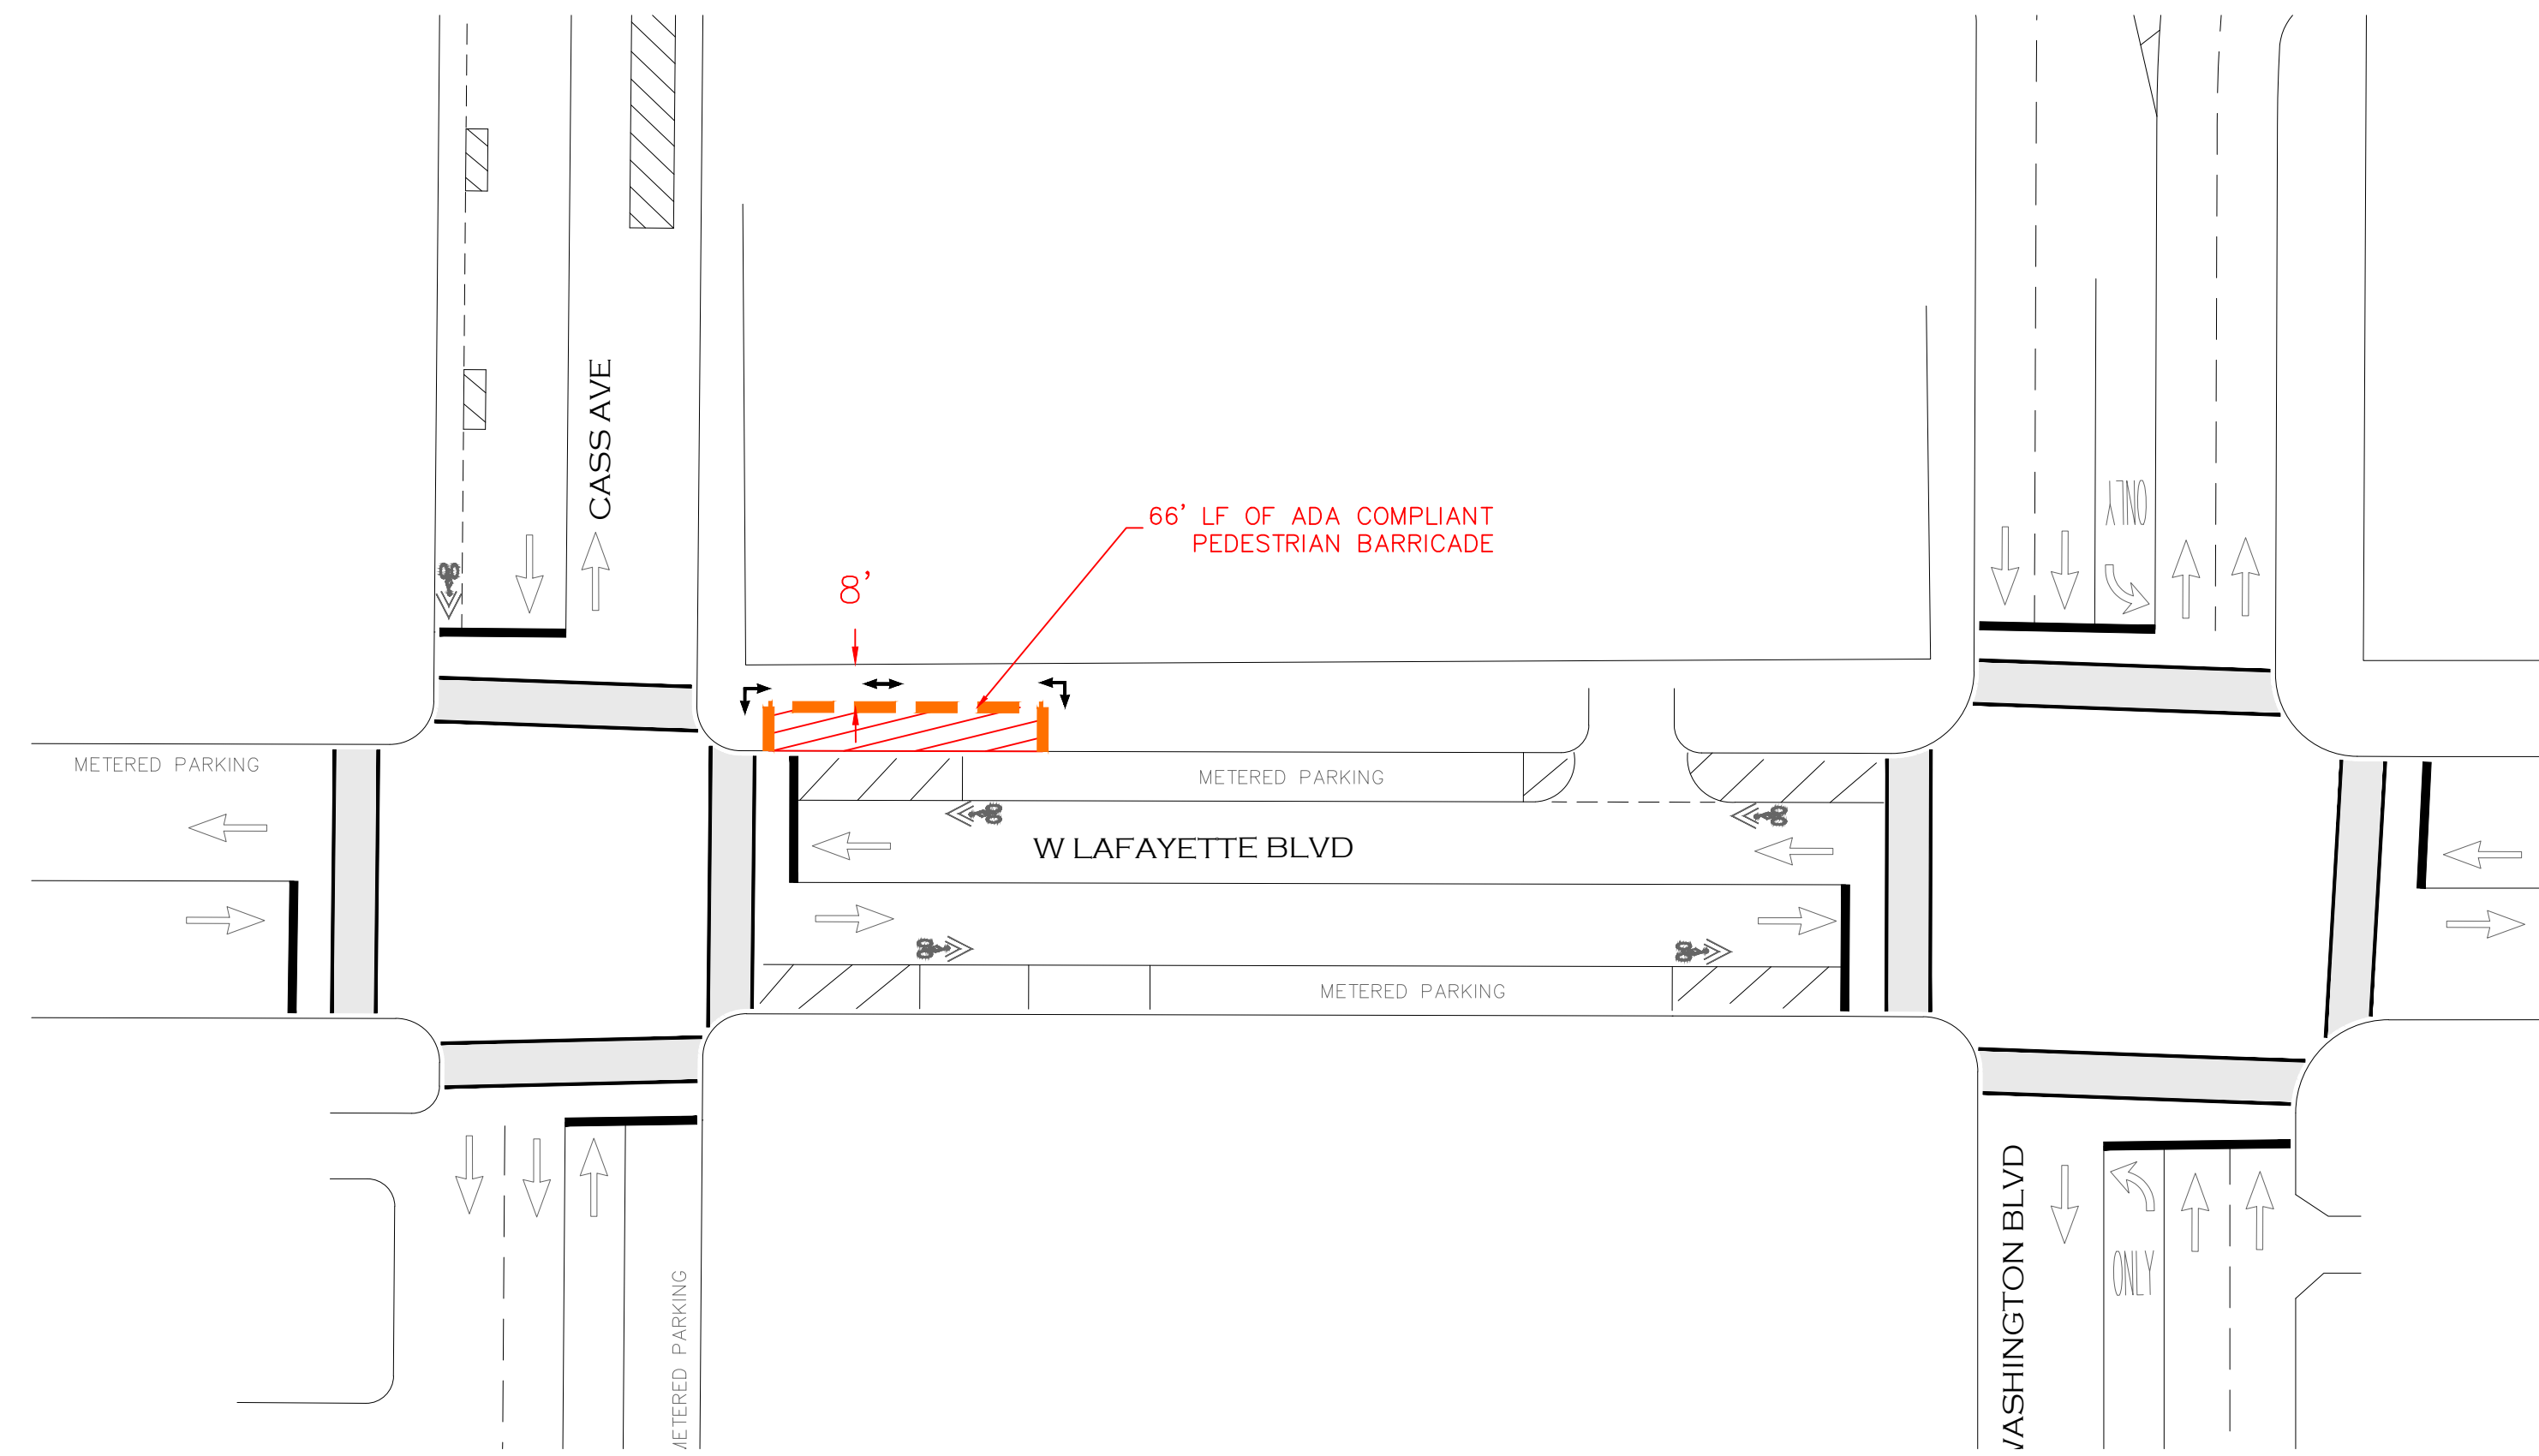 CASS AVE
ONLY
66' LF OF ADA COMPLIANT
PEDESTRIAN BARRICADE
8'
METERED PARKING
METERED PARKING
W LAFAYETTE BLVD
METERED PARKING
METERED PARKING
WASHINGTON BLVD
ONLY